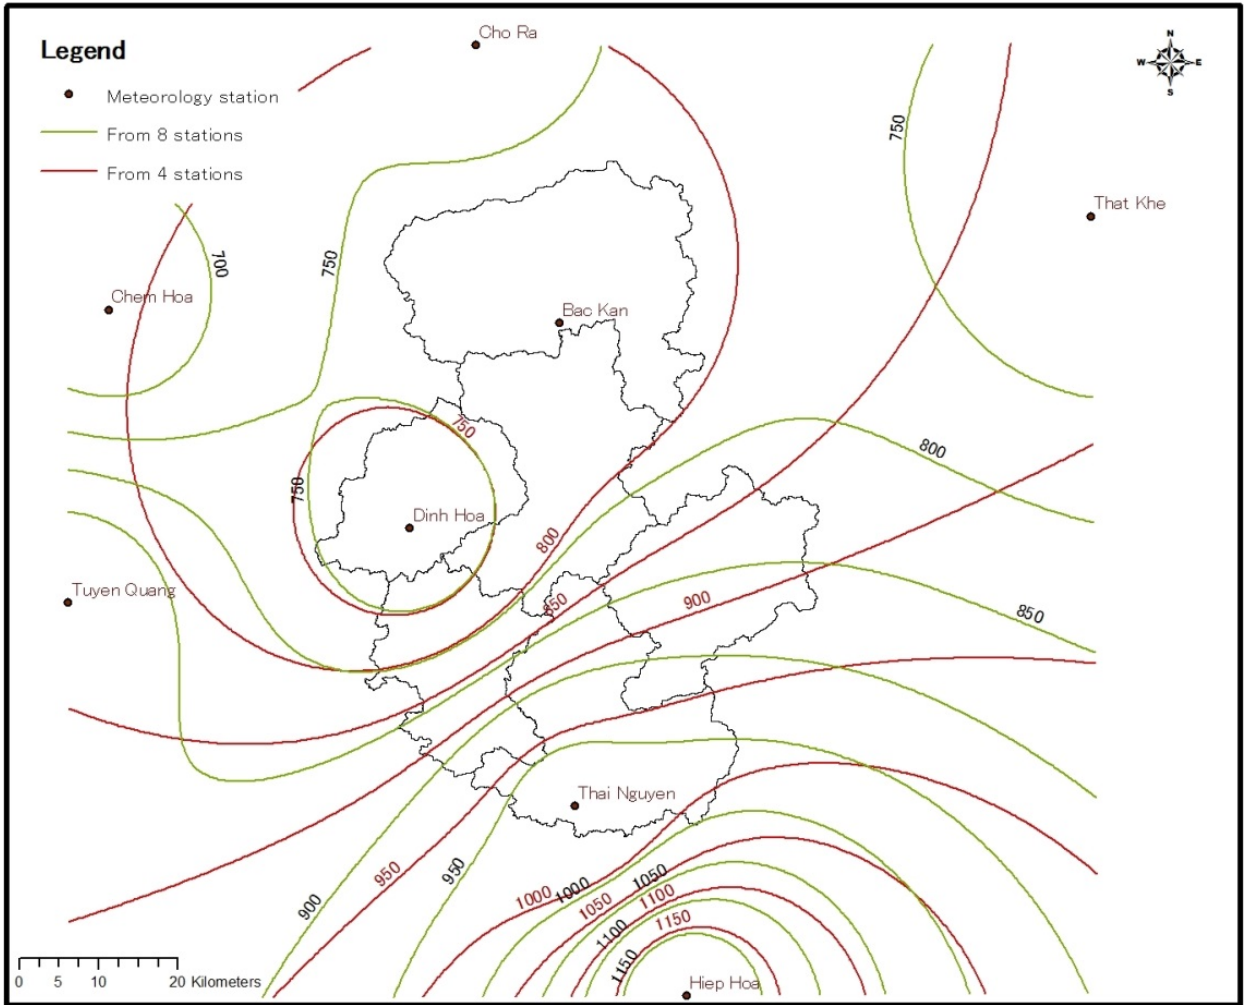 Cho Ra
N
W E
S
Legend
Meteorology station
From 8 stations
From 4 stations
750
That Khe
750
700
Chem Hoa
Bac Kan
750
800
750
Dinh Hoa
800
Tuyen Quang
850
900
850
Thai Nguyen
950
950
900
1000
1000
1050
1050
1100
1100
1150
1150
Hiep Hoa
0 5 10 20 Kilometers